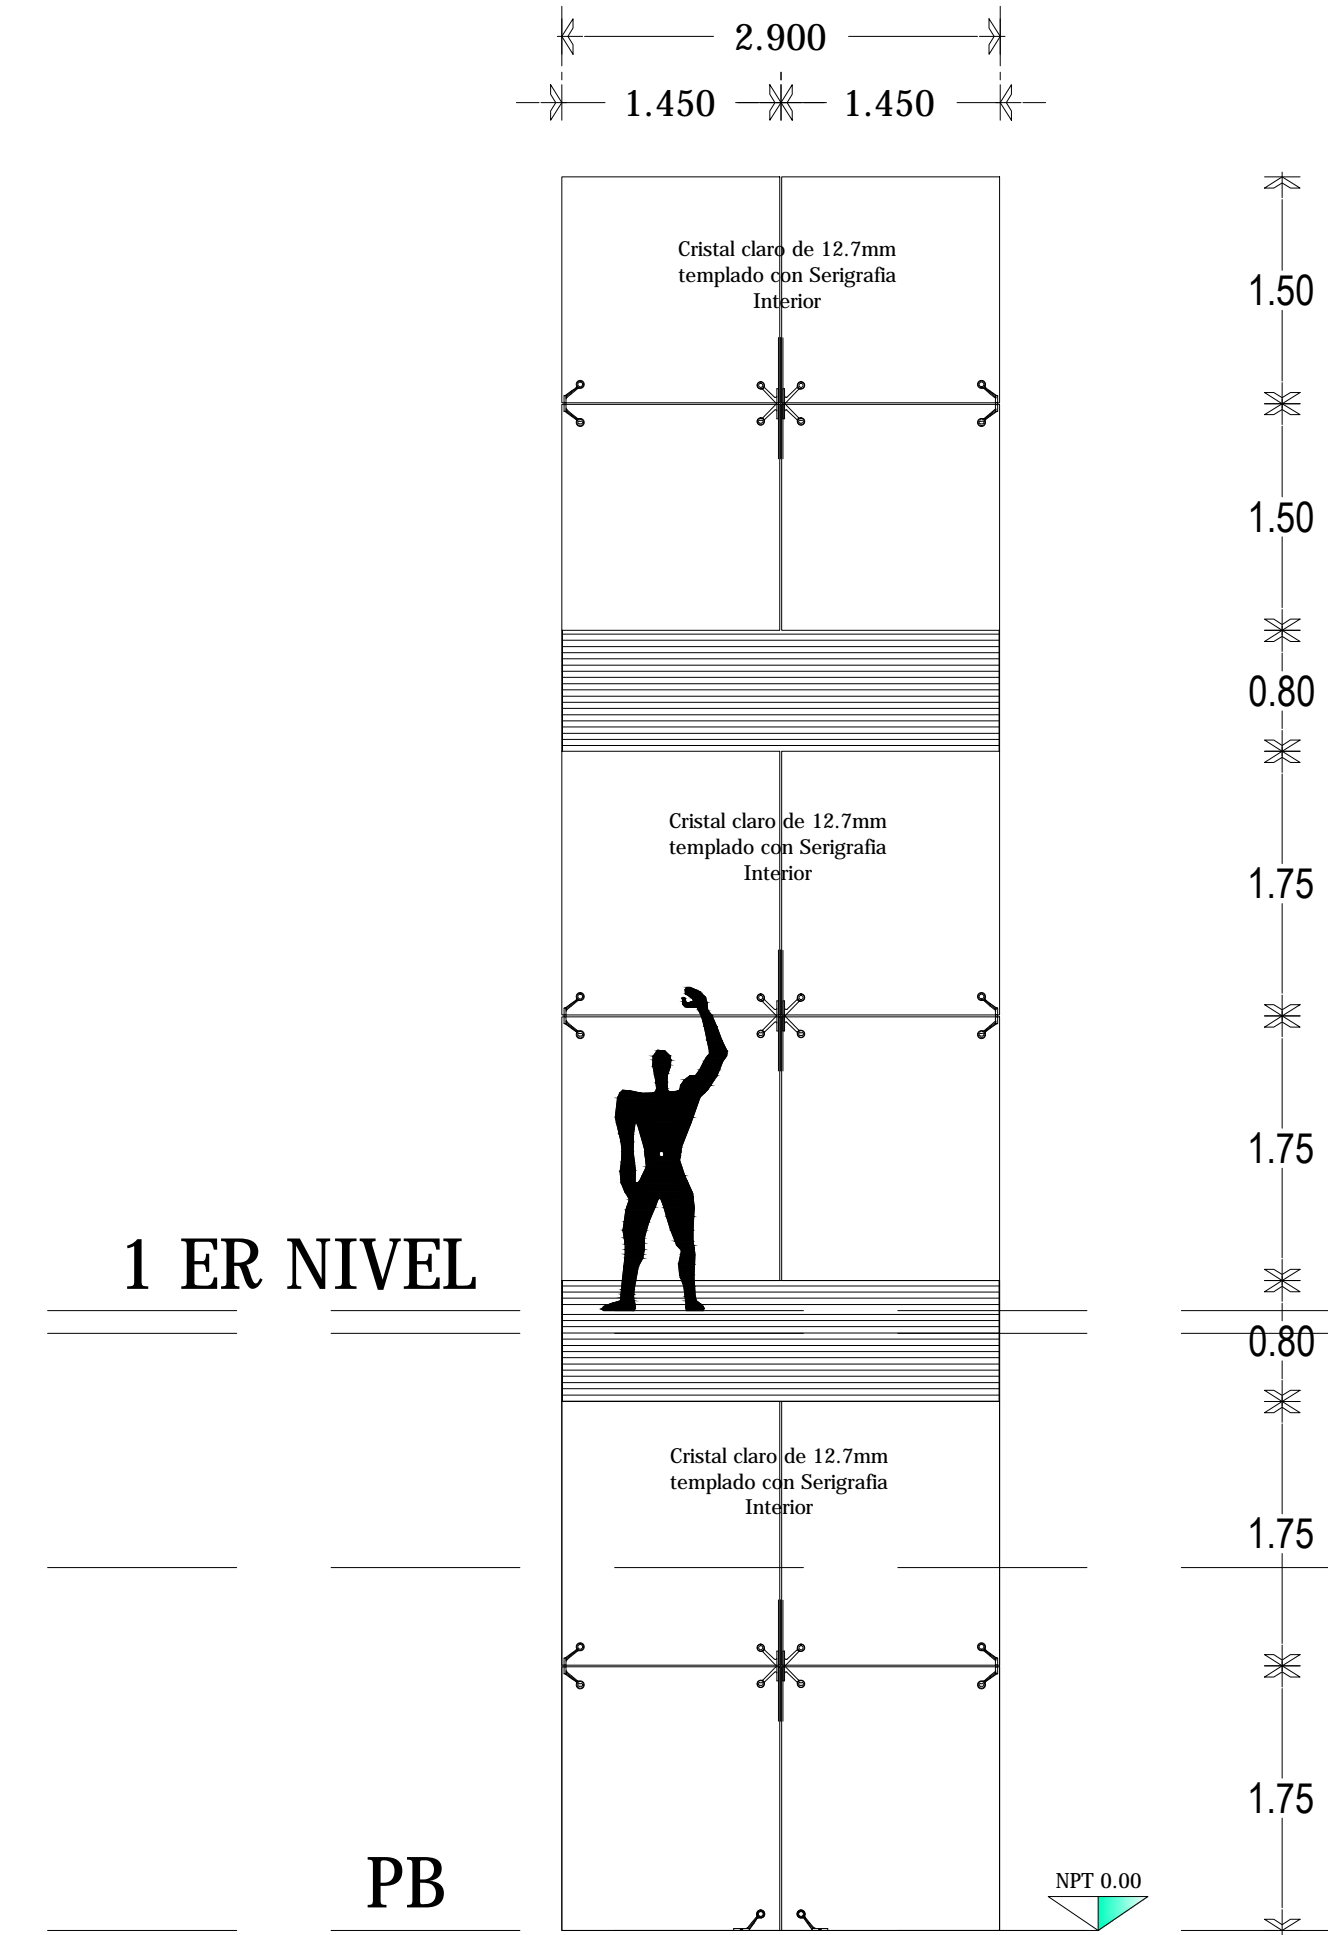 2.900
1.450 1.450
Cristal claro de 12.7mm
templado con Serigrafia
Interior
1.50
1.50
0.80
Cristal claro de 12.7mm
templado con Serigrafia
Interior
1.75
1.75
1 ER NIVEL
0.80
Cristal claro de 12.7mm
templado con Serigrafia
Interior
1.75
1.75
PB
NPT 0.00